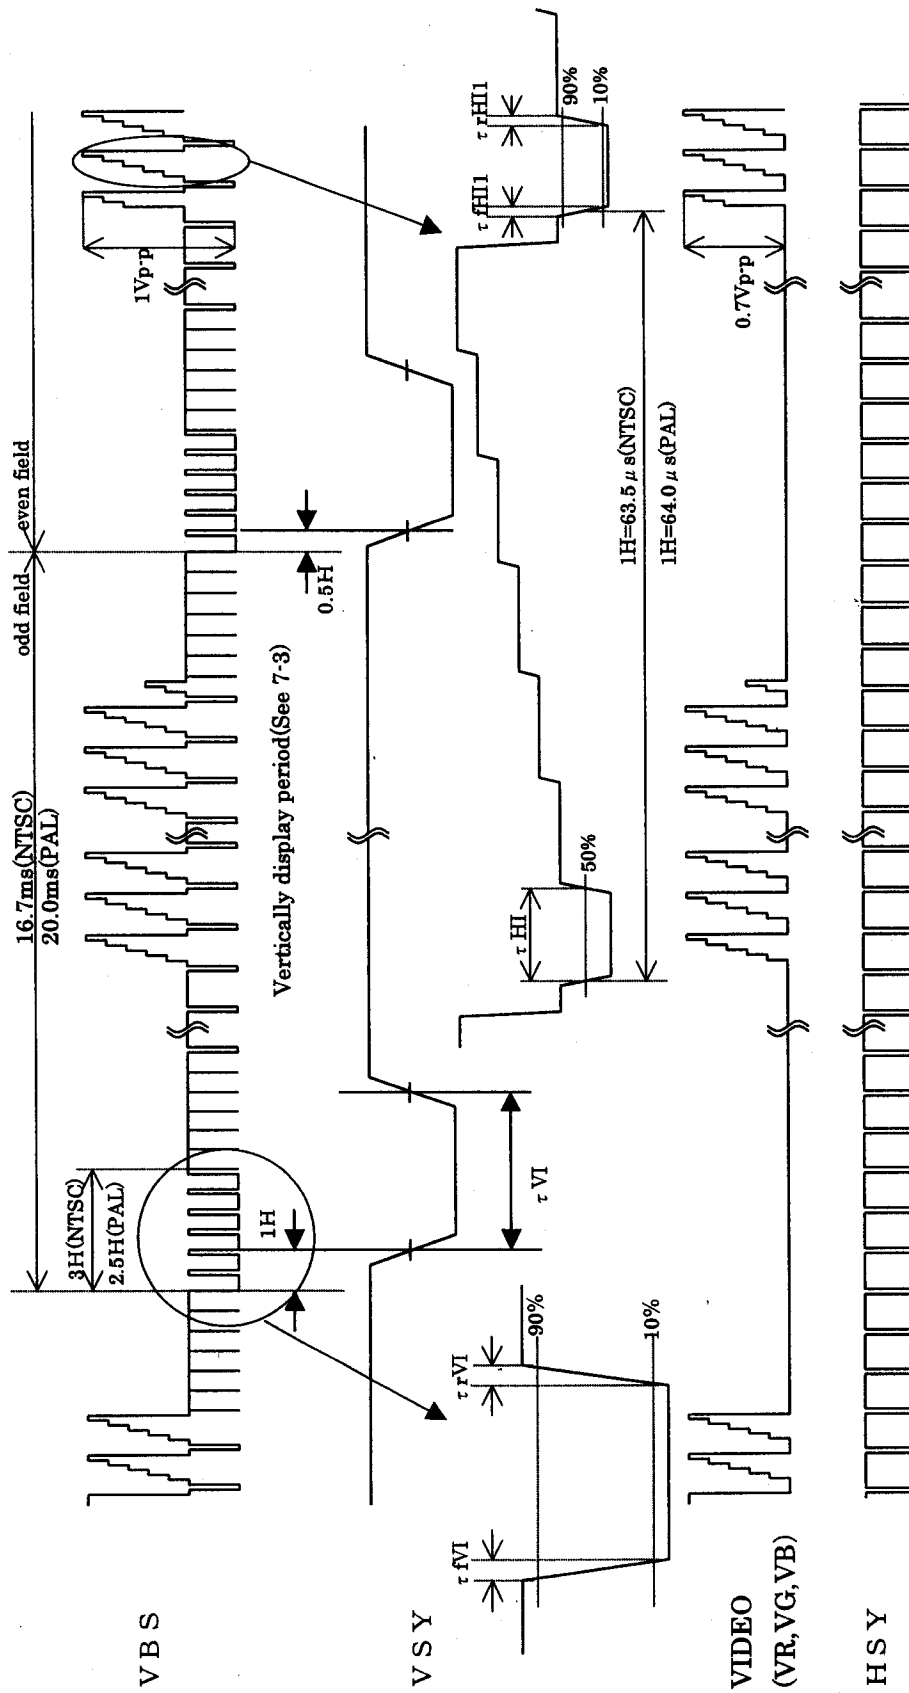 16.7ms(NTSC)
20.0ms(PAL)
odd field
even field
3H(NTSC)
2.5H(PAL)
1Vp-p
VBS
1H
Vertically display period(See 7-3)
0.5H
VSY
τ VI
τ fVI
τ rVI
90%
10%
τ HI
50%
τ fHI1
τ rHI1
90%
10%
1H=63.5 μ s(NTSC)
1H=64.0 μ s(PAL)
VIDEO
(VR,VG,VB)
0.7Vp-p
HSY